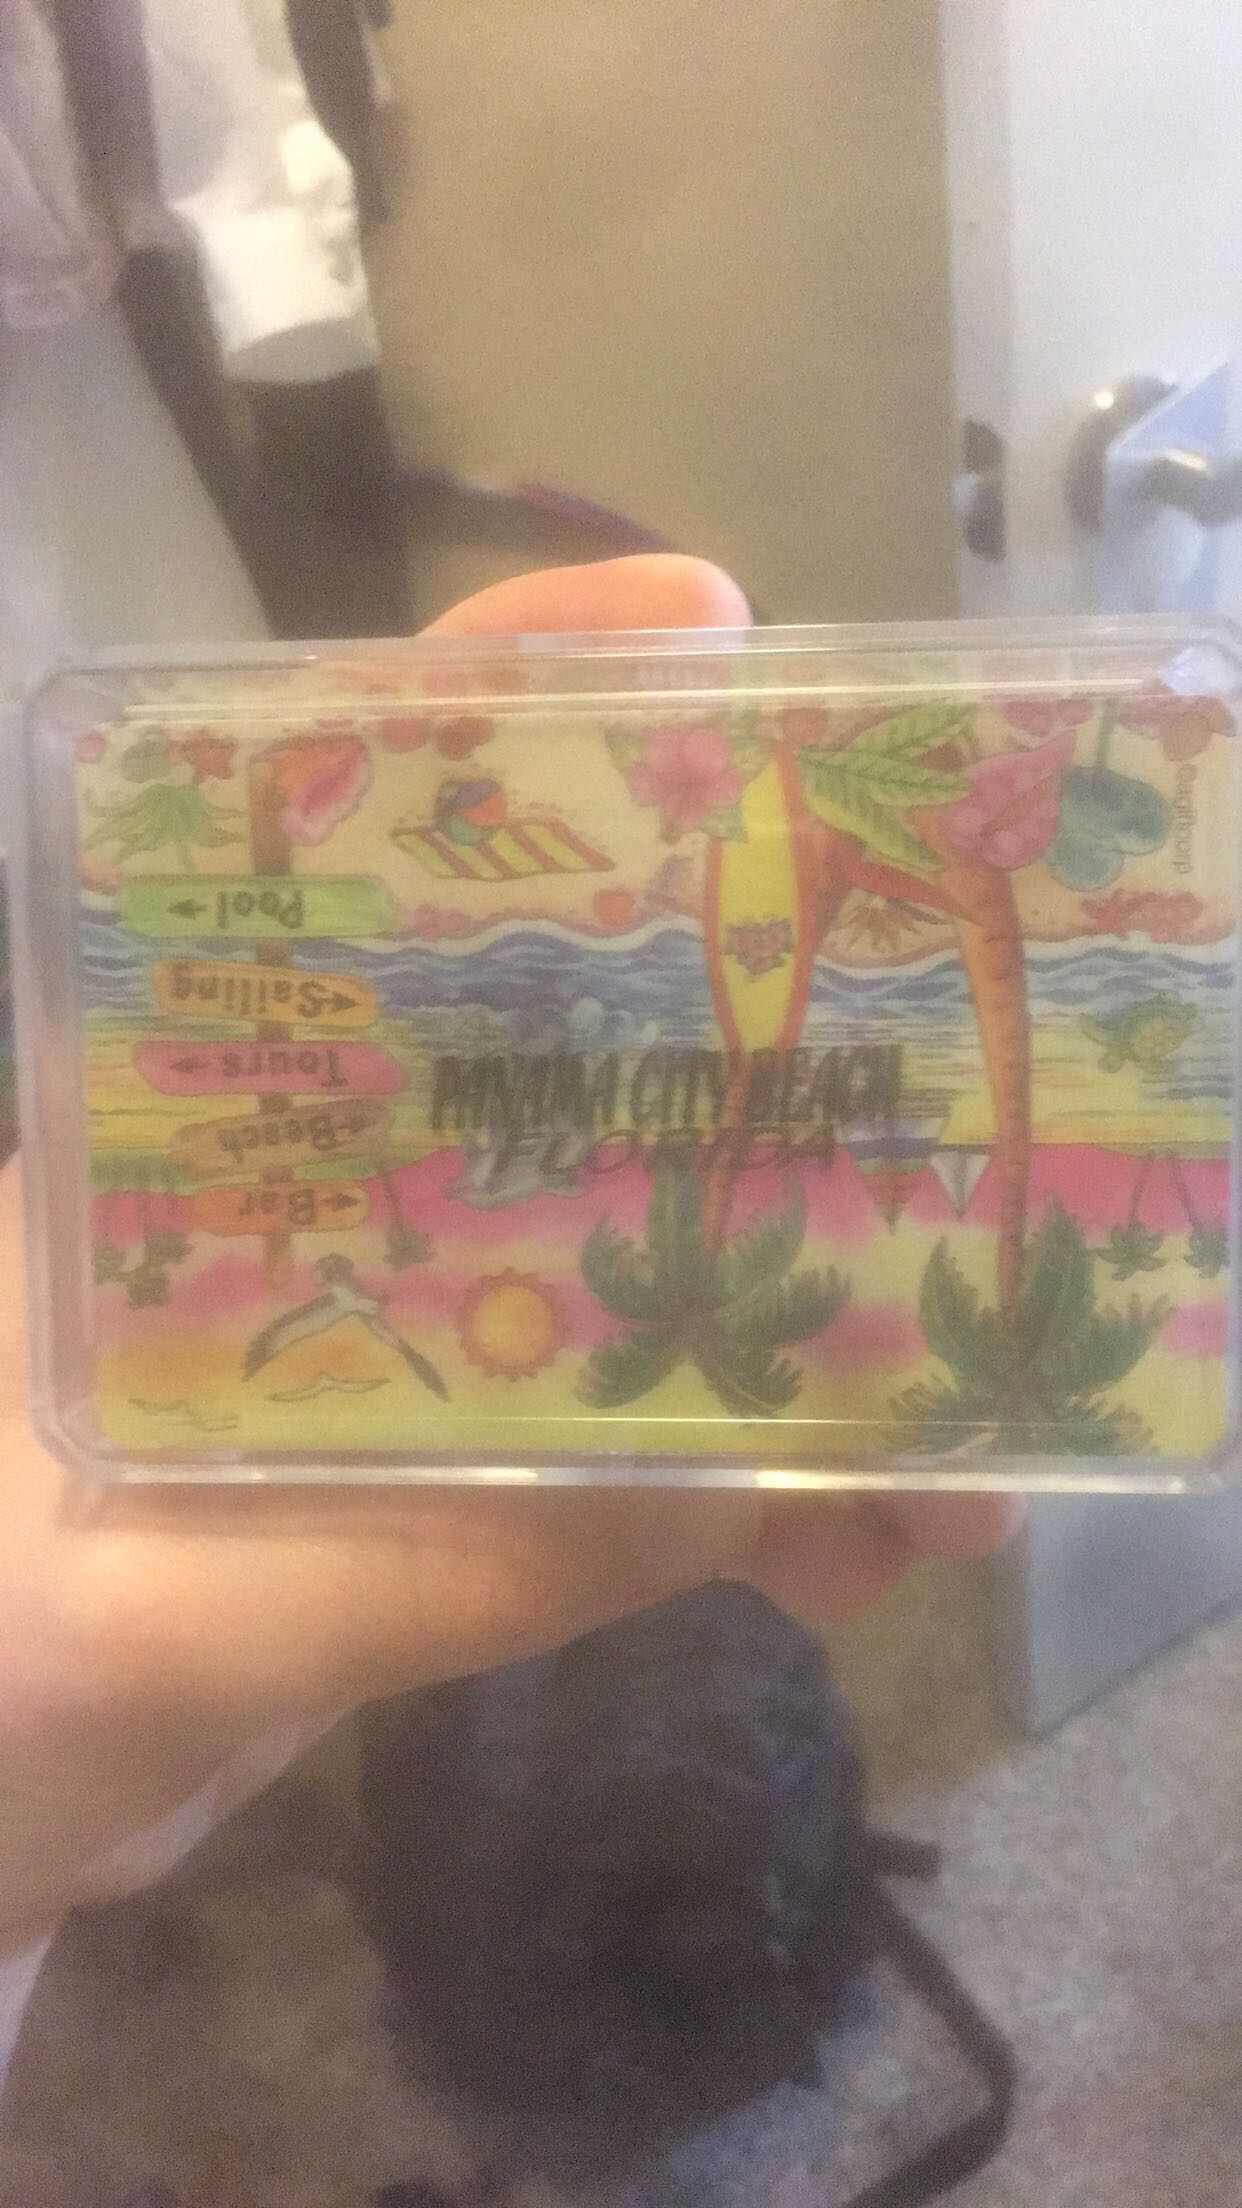 Pool
Sailing
Tours
Beach
Bar
PANAMA CITY BEACH
FLORIDA